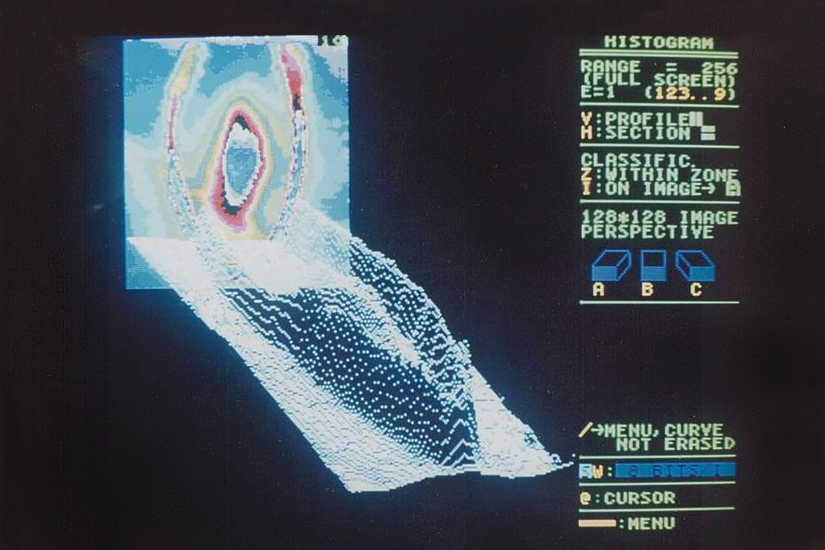 HISTOGRAM
RANGE = 256
(FULL SCREEN)
E=1 (123..9)
V:PROFILE
H:SECTION
CLASSIFIC.
Z:WITHIN ZONE
I:ON IMAGE→
128*128 IMAGE
PERSPECTIVE
A B C
/→MENU,CURVE
NOT ERASED
W: 8 BITS/
@:CURSOR
:MENU